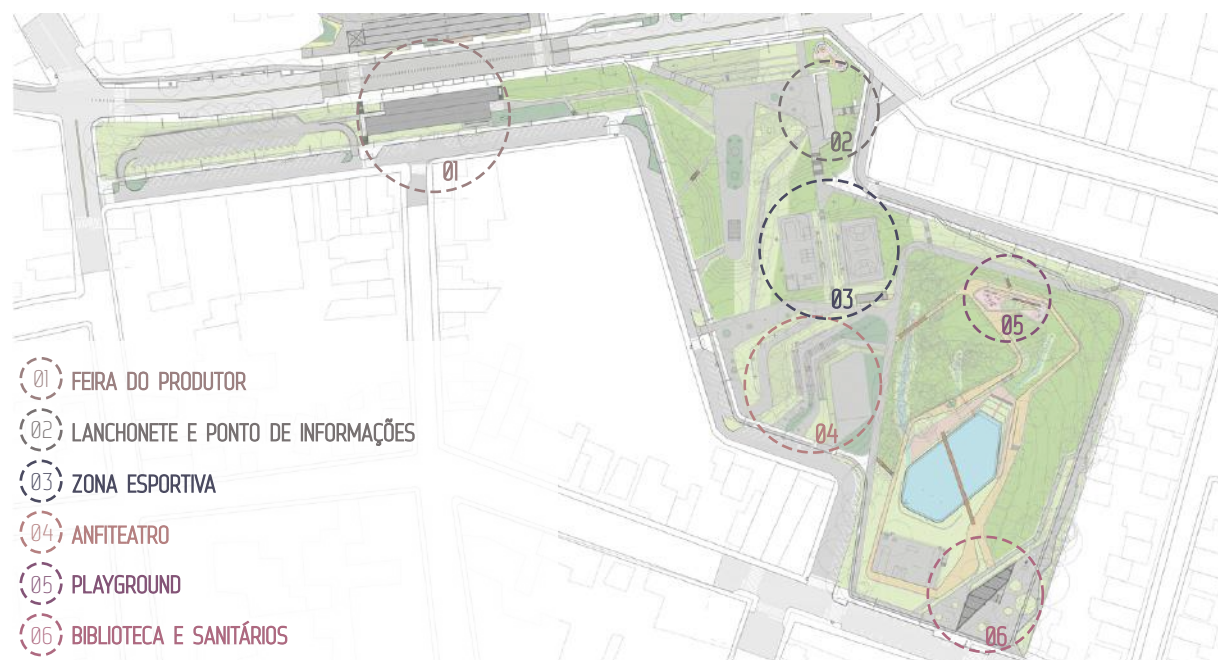 01
02
03
05
04
06
01 FEIRA DO PRODUTOR
02 LANCHONETE E PONTO DE INFORMAÇÕES
03 ZONA ESPORTIVA
04 ANFITEATRO
05 PLAYGROUND
06 BIBLIOTECA E SANITÁRIOS